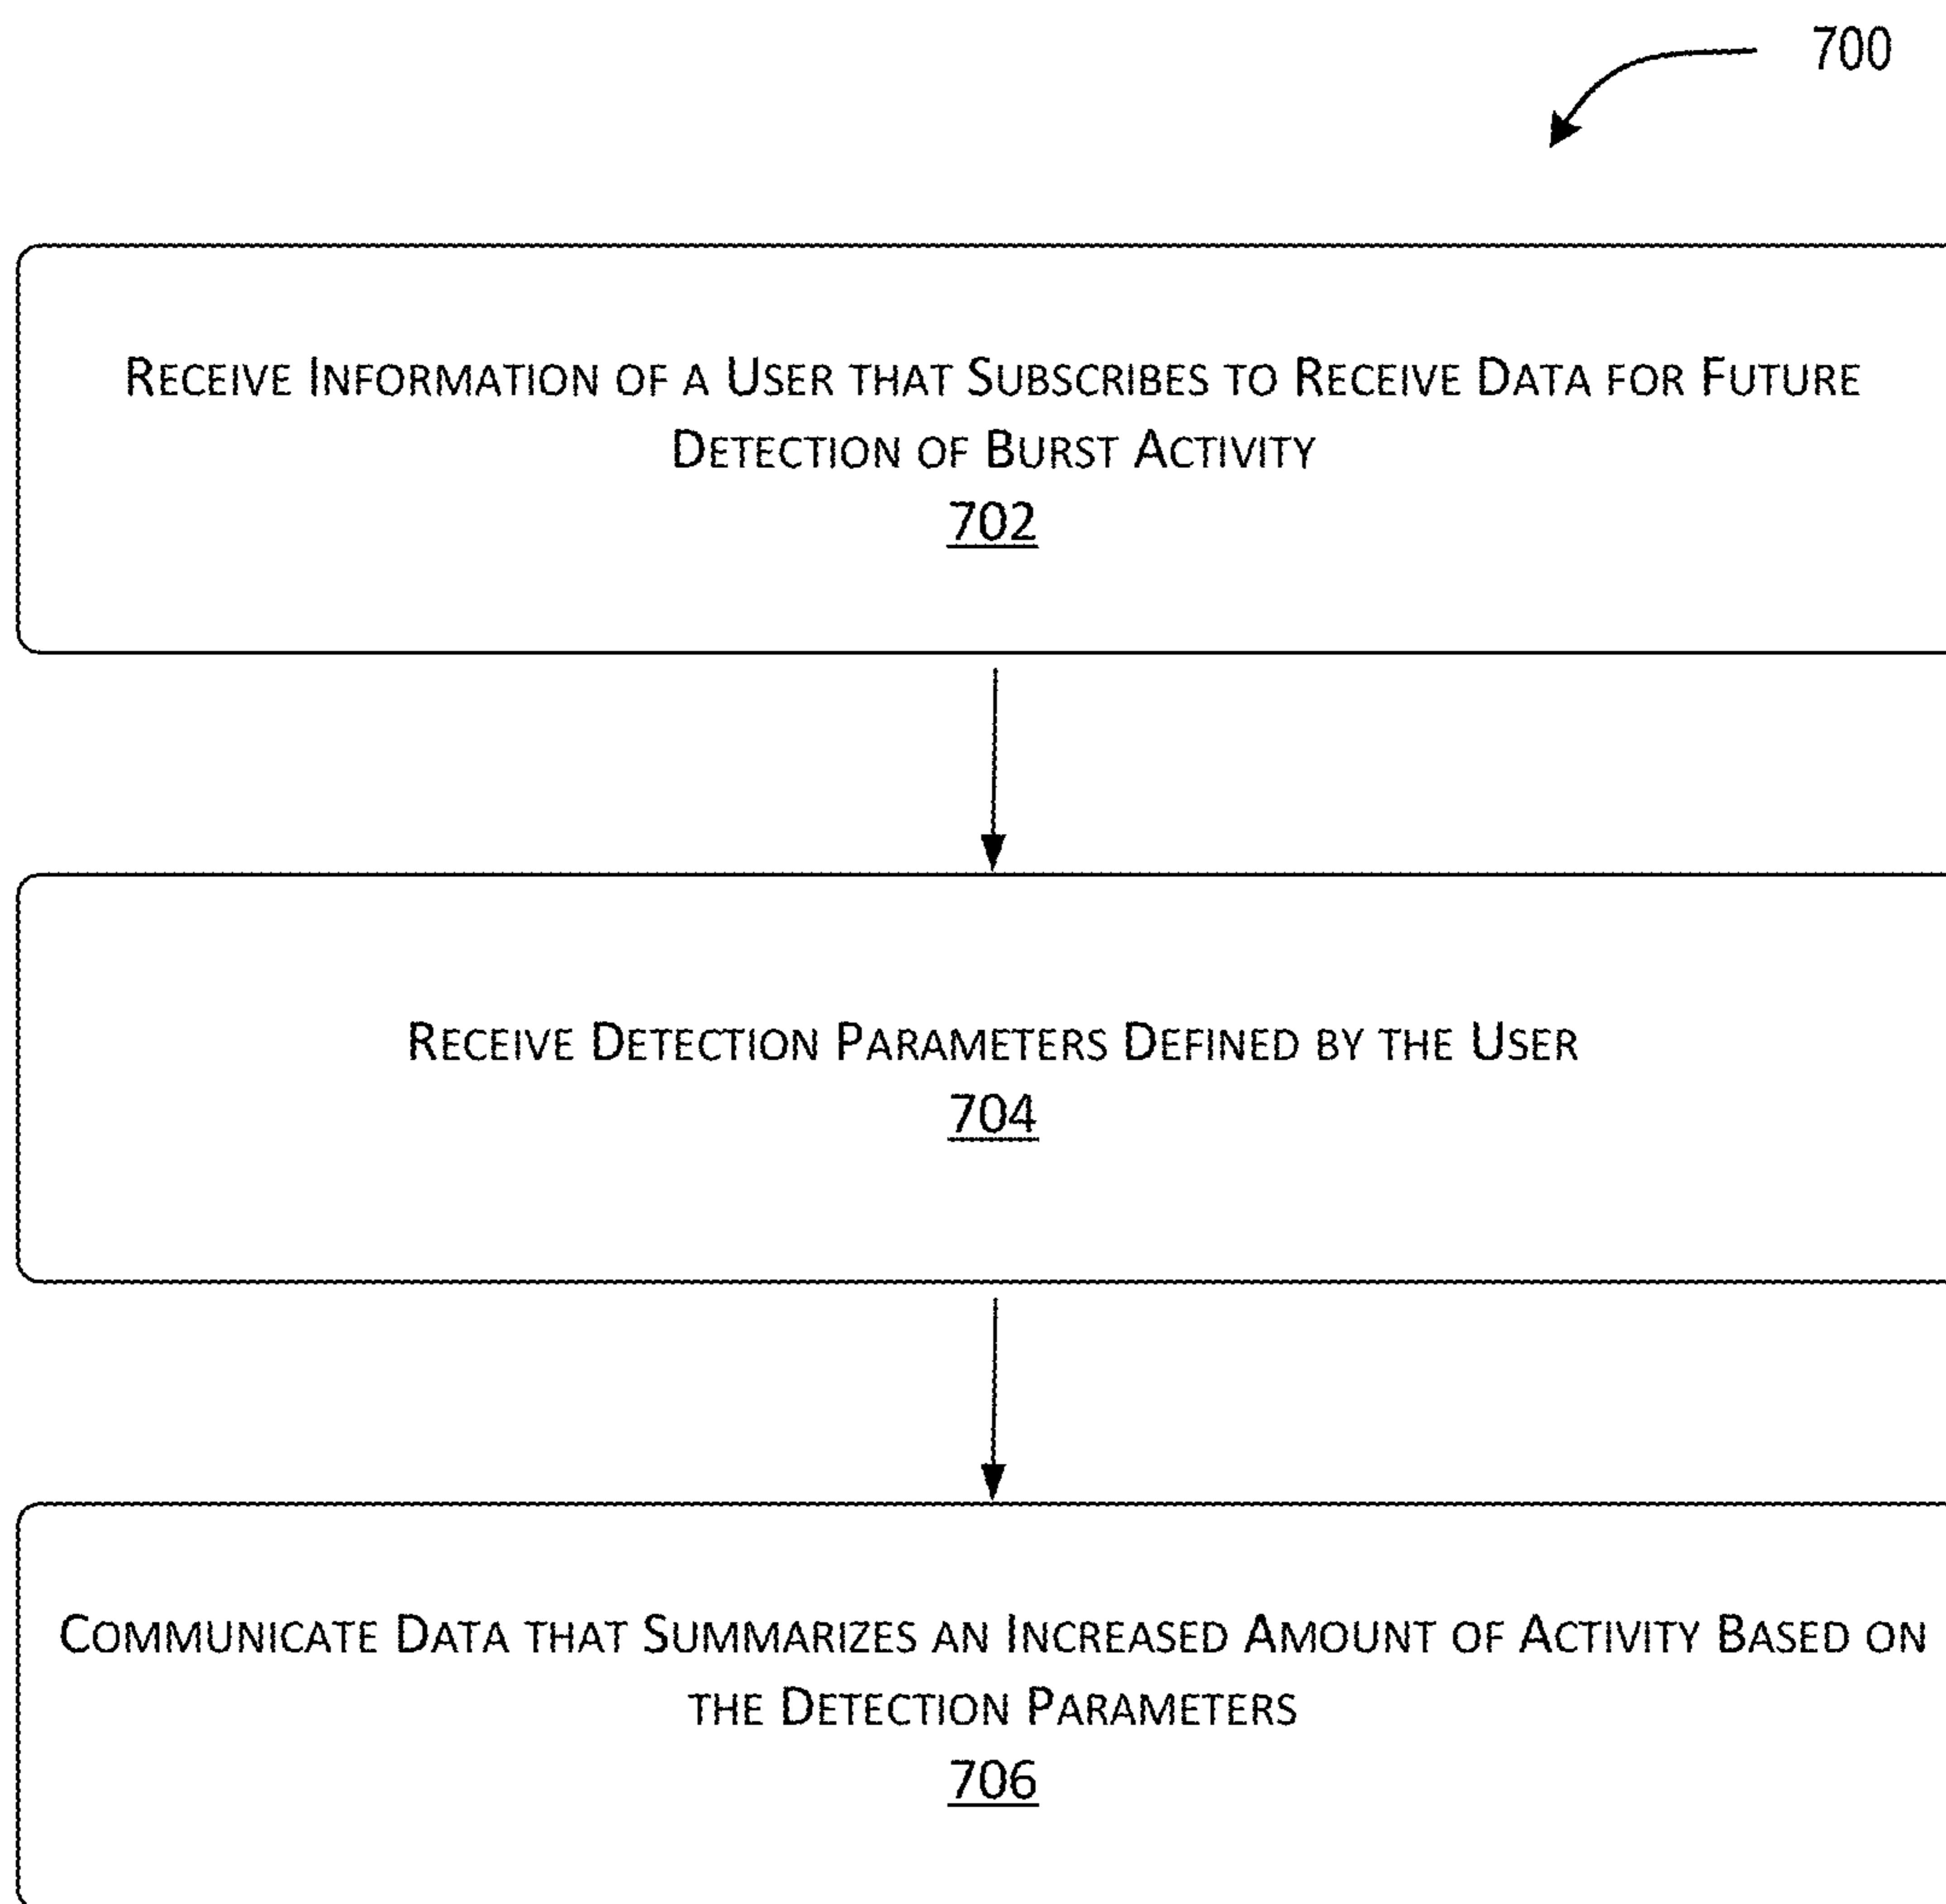 700
RECEIVE INFORMATION OF A USER THAT SUBSCRIBES TO RECEIVE DATA FOR FUTURE
DETECTION OF BURST ACTIVITY
702
RECEIVE DETECTION PARAMETERS DEFINED BY THE USER
704
COMMUNICATE DATA THAT SUMMARIZES AN INCREASED AMOUNT OF ACTIVITY BASED ON
THE DETECTION PARAMETERS
706